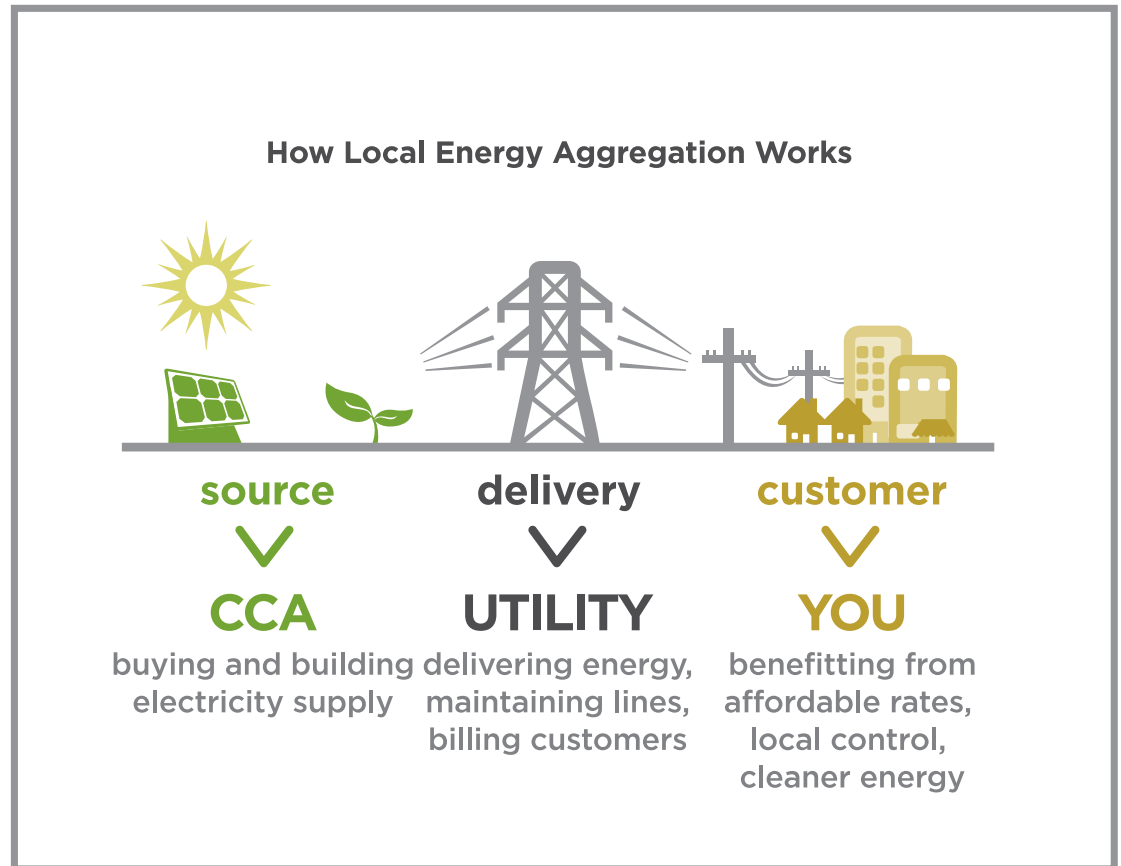 How Local Energy Aggregation Works
source
CCA
buying and building
electricity supply
delivery
UTILITY
delivering energy,
maintaining lines,
billing customers
customer
YOU
benefitting from
affordable rates,
local control,
cleaner energy